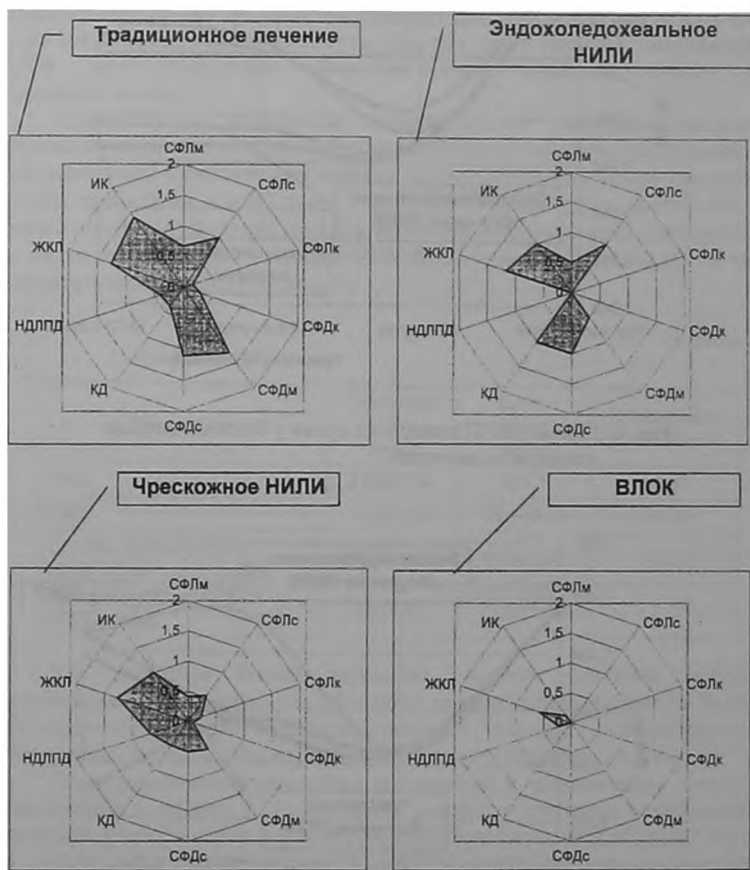 Традиционное лечение
Эндохоледохеальное
НИЛИ
СФЛм
2
ИК
СФЛс
1,5
1
ЖКЛ
СФЛк
0,5
0
НДЛПД
СФДк
КД
СФДм
СФДс
СФЛм
2
ИК
СФЛс
1,5
1
ЖКЛ
СФЛк
0,5
0
НДЛПД
СФДк
КД
СФДм
СФДс
Чрескожное НИЛИ
ВЛОК
СФЛм
2
ИК
СФЛс
1,5
1
ЖКЛ
СФЛк
0,5
0
НДЛПД
СФДк
КД
СФДм
СФДс
СФЛм
2
ИК
СФЛс
1,5
1
ЖКЛ
СФЛк
0,5
0
НДЛПД
СФДк
КД
СФДм
СФДс